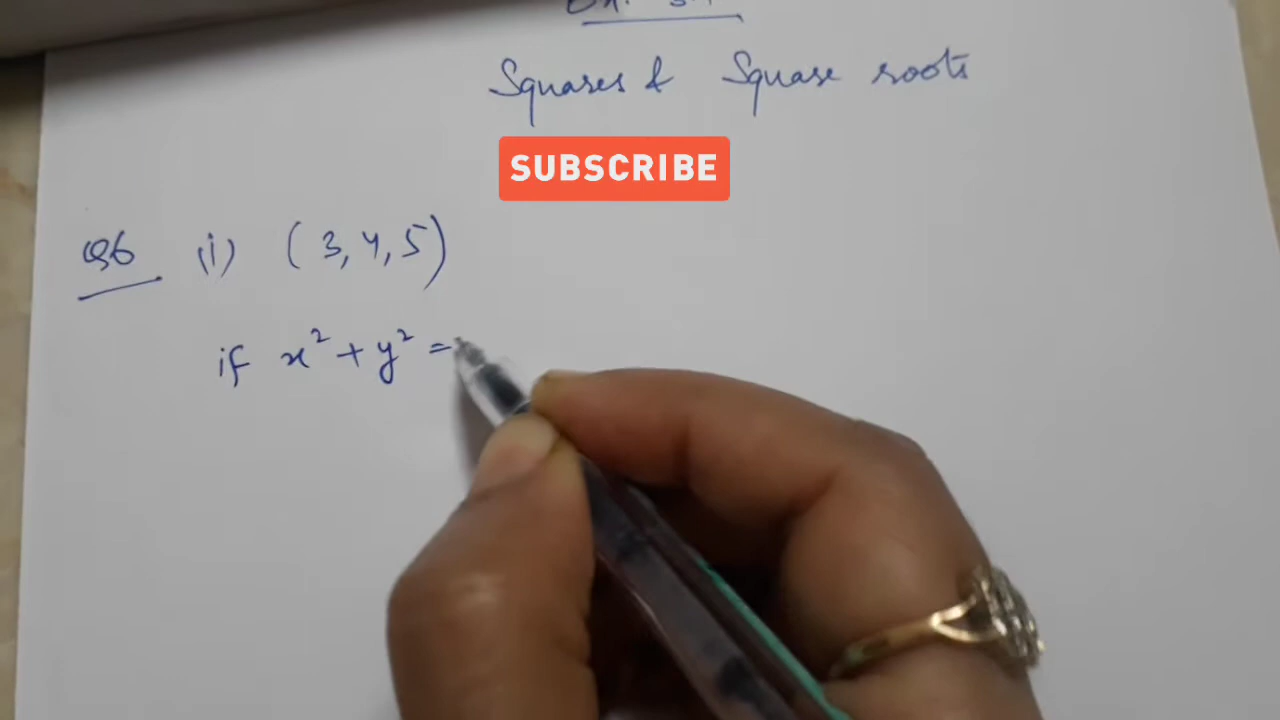 Squares & Square roots
SUBSCRIBE
Q6 (i) (3,4,5)
if x² + y² =